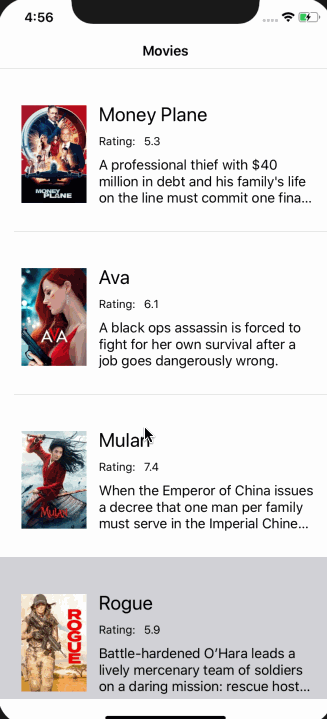 4:56
Movies
MONEY
PLANE
Money Plane
Rating: 5.3
A professional thief with $40
million in debt and his family's life
on the line must commit one fina...
AVA
Ava
Rating: 6.1
A black ops assassin is forced to
fight for her own survival after a
job goes dangerously wrong.
MULAN
Mulan
Rating: 7.4
When the Emperor of China issues
a decree that one man per family
must serve in the Imperial Chine...
ROGUE
Rogue
Rating: 5.9
Battle-hardened O’Hara leads a
lively mercenary team of soldiers
on a daring mission: rescue host...